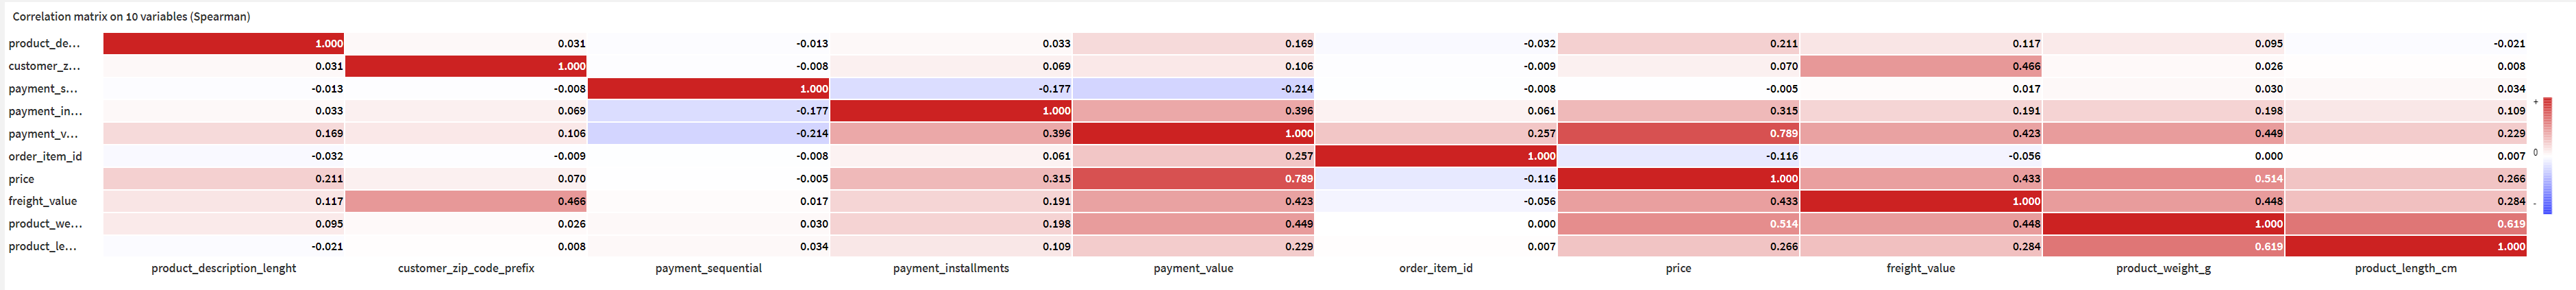 Correlation matrix on 10 variables (Spearman)
product_de... 1.000 0.031 -0.013 0.033 0.169 -0.032 0.211 0.117 0.095 -0.021
customer_z... 0.031 1.000 -0.008 0.069 0.106 -0.009 0.070 0.466 0.026 0.008
payment_s... -0.013 -0.008 1.000 -0.177 -0.214 -0.008 -0.005 0.017 0.030 0.034
+
payment_in... 0.033 0.069 -0.177 1.000 0.396 0.061 0.315 0.191 0.198 0.109
payment_v... 0.169 0.106 -0.214 0.396 1.000 0.257 0.789 0.423 0.449 0.229
order_item_id -0.032 -0.009 -0.008 0.061 0.257 1.000 -0.116 -0.056 0.000 0.007
0
price 0.211 0.070 -0.005 0.315 0.789 -0.116 1.000 0.433 0.514 0.266
freight_value 0.117 0.466 0.017 0.191 0.423 -0.056 0.433 1.000 0.448 0.284
-
product_we... 0.095 0.026 0.030 0.198 0.449 0.000 0.514 0.448 1.000 0.619
product_le... -0.021 0.008 0.034 0.109 0.229 0.007 0.266 0.284 0.619 1.000
product_description_lenght customer_zip_code_prefix payment_sequential payment_installments payment_value order_item_id price freight_value product_weight_g product_length_cm